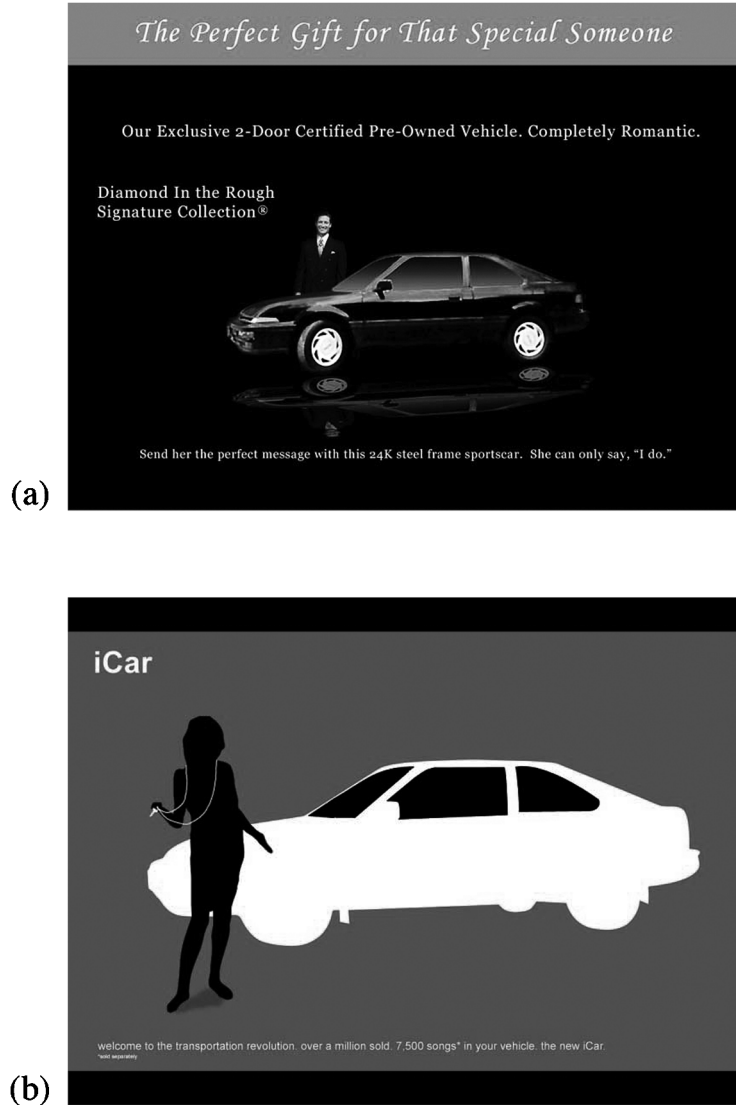 The Perfect Gift for That Special Someone
Our Exclusive 2-Door Certified Pre-Owned Vehicle. Completely Romantic.
Diamond In the Rough
Signature Collection®
Send her the perfect message with this 24K steel frame sportscar. She can only say, “I do.”
(a)
iCar
welcome to the transportation revolution. over a million sold. 7,500 songs* in your vehicle. the new iCar.
*sold separately
(b)